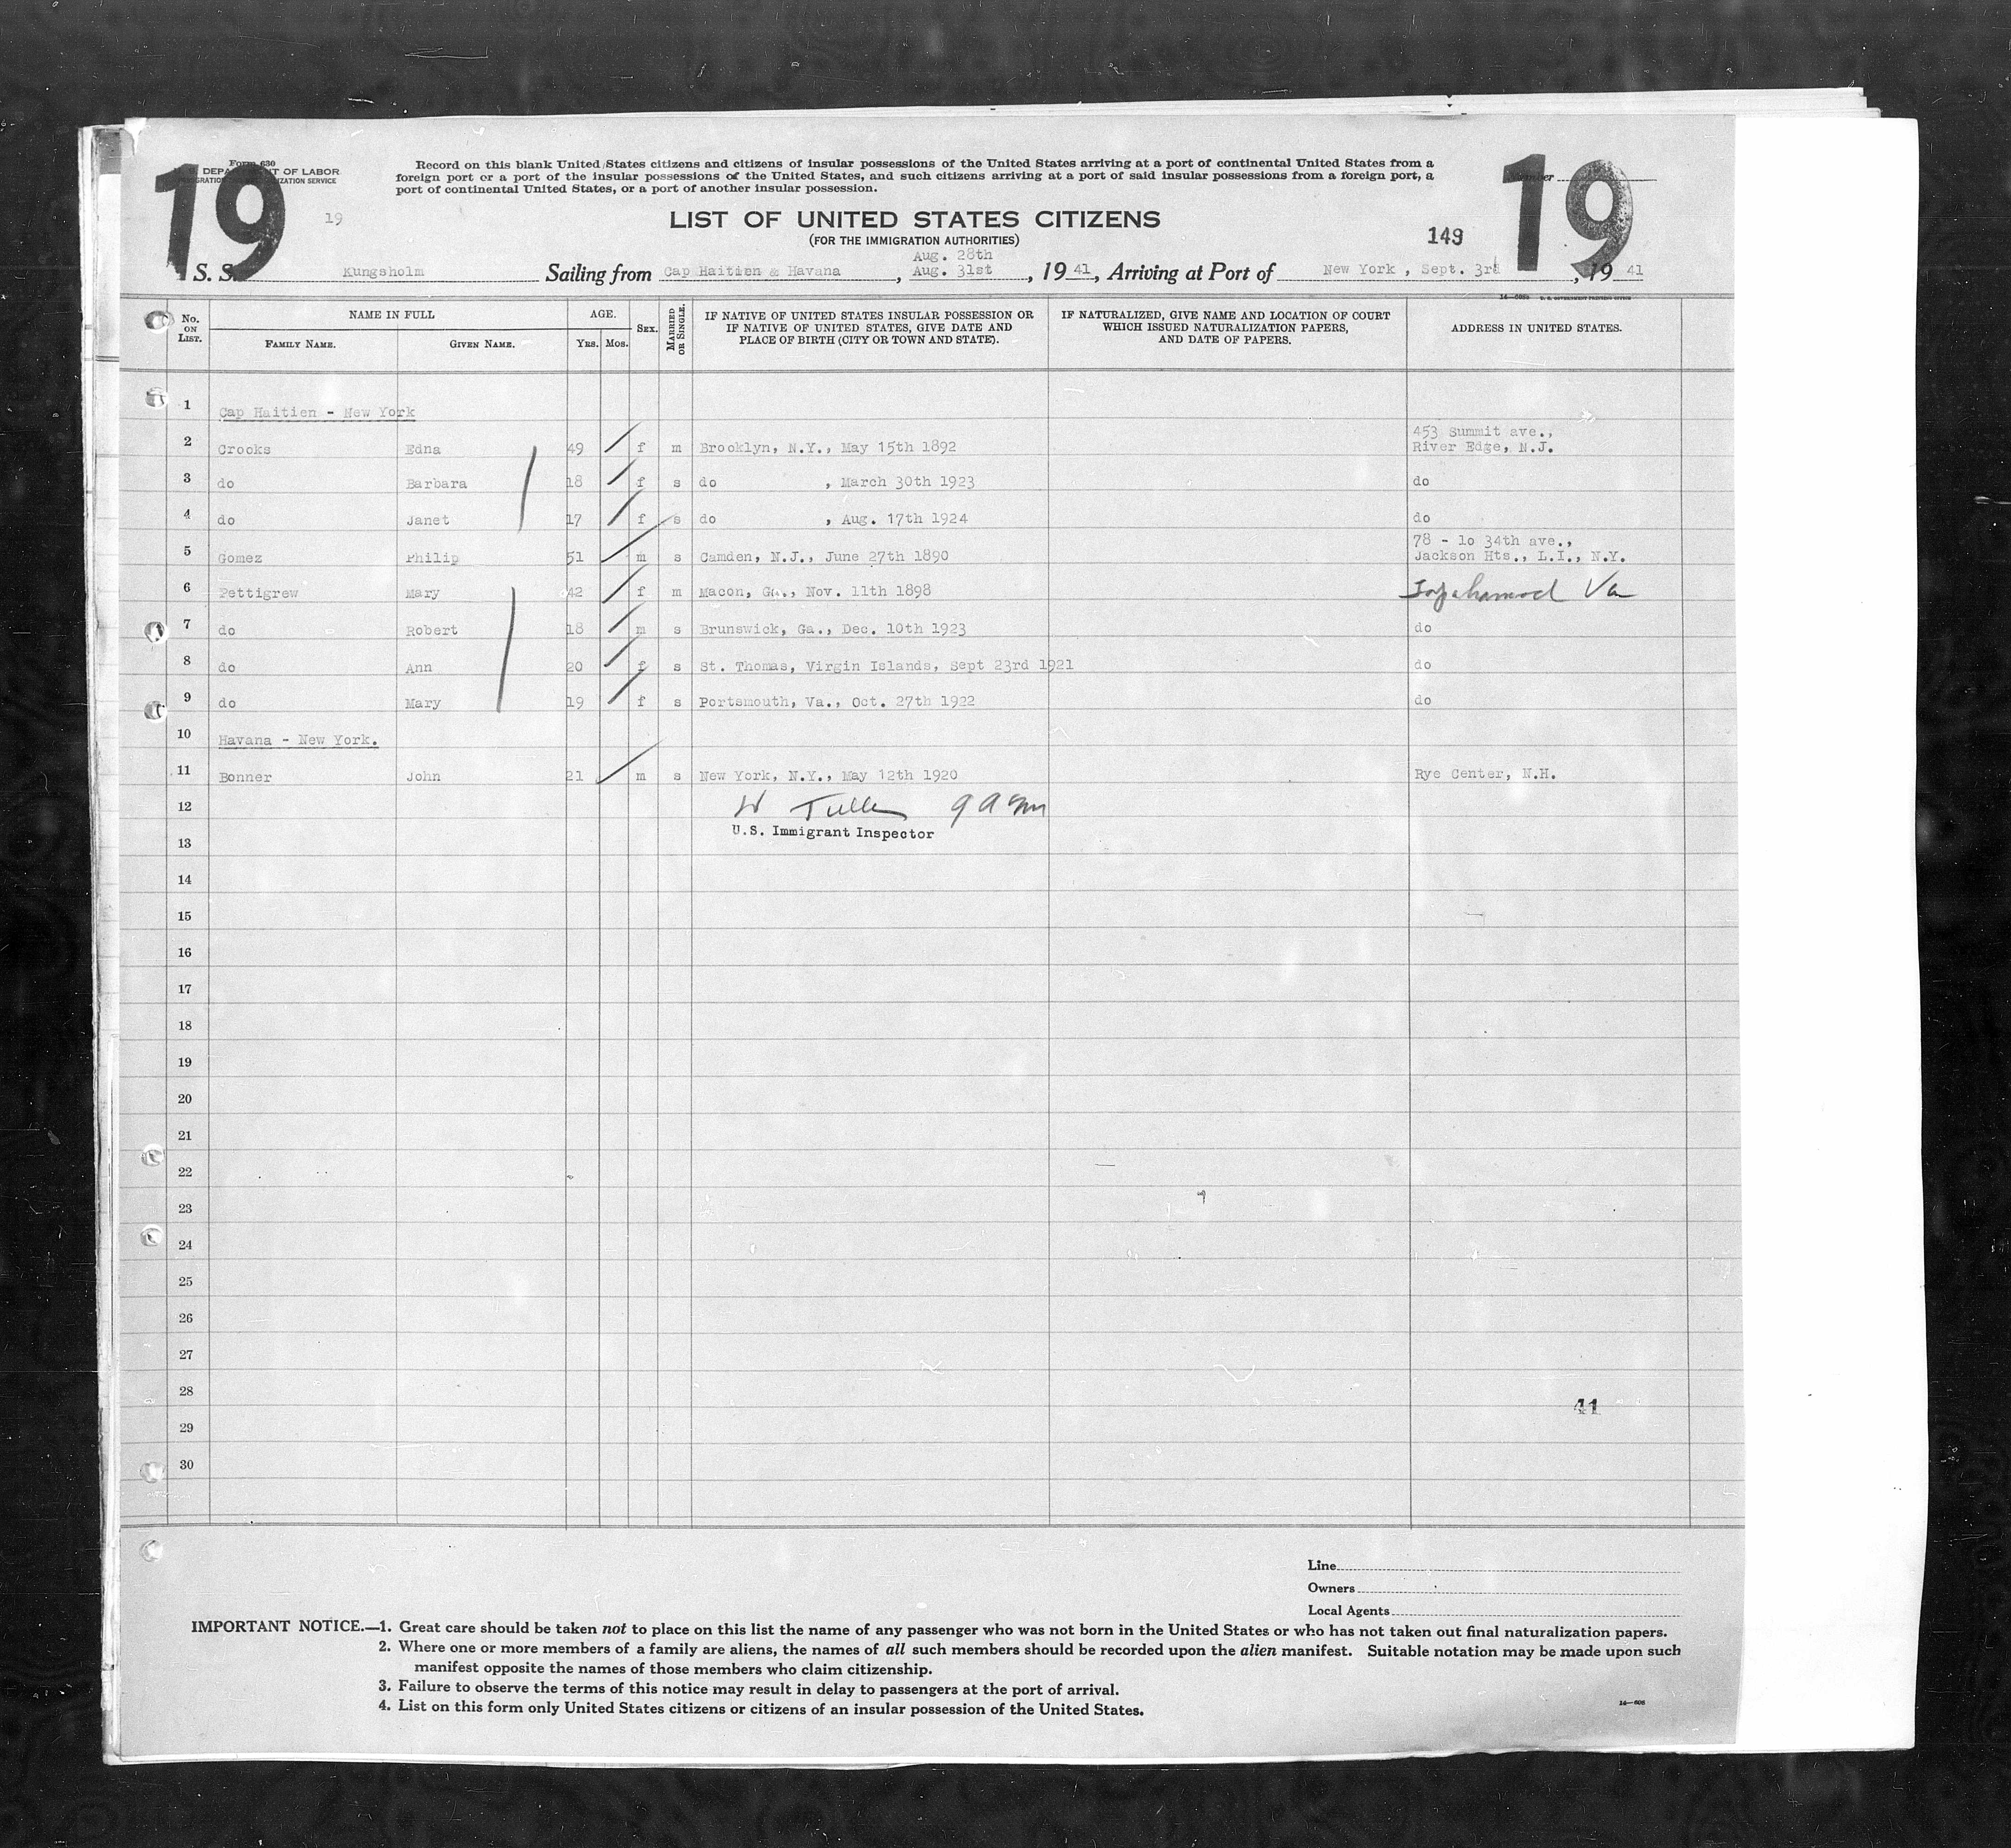 19
19
Form 630
U. S. DEPARTMENT OF LABOR
IMMIGRATION AND NATURALIZATION SERVICE
Record on this blank United States citizens and citizens of insular possessions of the United States arriving at a port of continental United States from a
foreign port or a port of the insular possessions of the United States, and such citizens arriving at a port of said insular possessions from a foreign port, a
port of continental United States, or a port of another insular possession.
Number
19
LIST OF UNITED STATES CITIZENS
(FOR THE IMMIGRATION AUTHORITIES)
149
Aug. 28th
S. S. Kungsholm Sailing from Cap Haitien & Havana, Aug. 31st, 19 41, Arriving at Port of New York, Sept. 3rd, 19 41
14—608b U. S. GOVERNMENT PRINTING OFFICE
No. ON LIST. NAME IN FULL AGE. SEX. MARRIED OR SINGLE. IF NATIVE OF UNITED STATES INSULAR POSSESSION OR IF NATIVE OF UNITED STATES, GIVE DATE AND PLACE OF BIRTH (CITY OR TOWN AND STATE). IF NATURALIZED, GIVE NAME AND LOCATION OF COURT WHICH ISSUED NATURALIZATION PAPERS, AND DATE OF PAPERS. ADDRESS IN UNITED STATES.
FAMILY NAME. GIVEN NAME. YRS. MOS.
1 Cap Haitien - New York
453 Summit ave.,
2 Crooks Edna 49 f m Brooklyn, N.Y., May 15th 1892 River Edge, N.J.
3 do Barbara 18 f s do , March 30th 1923 do
4 do Janet 17 f s do , Aug. 17th 1924 do
78 - 10 34th ave.,
5 Gomez Philip 51 m s Camden, N.J., June 27th 1890 Jackson Hts., L.I., N.Y.
6 Pettigrew Mary 42 f m Macon, Ga., Nov. 11th 1898 Va
7 do Robert 18 m s Brunswick, Ga., Dec. 10th 1923 do
8 do Ann 20 f s St. Thomas, Virgin Islands, Sept 23rd 1921 do
9 do Mary 19 f s Portsmouth, Va., Oct. 27th 1922 do
10 Havana - New York.
11 Bonner John 21 m s New York, N.Y., May 12th 1920 Rye Center, N.H.
12
U.S. Immigrant Inspector
13
14
15
16
17
18
19
20
21
22
23
24
25
26
27
28
41
29
30
Line
Owners
Local Agents
IMPORTANT NOTICE.—1. Great care should be taken not to place on this list the name of any passenger who was not born in the United States or who has not taken out final naturalization papers.
2. Where one or more members of a family are aliens, the names of all such members should be recorded upon the alien manifest. Suitable notation may be made upon such
manifest opposite the names of those members who claim citizenship.
3. Failure to observe the terms of this notice may result in delay to passengers at the port of arrival.
4. List on this form only United States citizens or citizens of an insular possession of the United States.
14—608